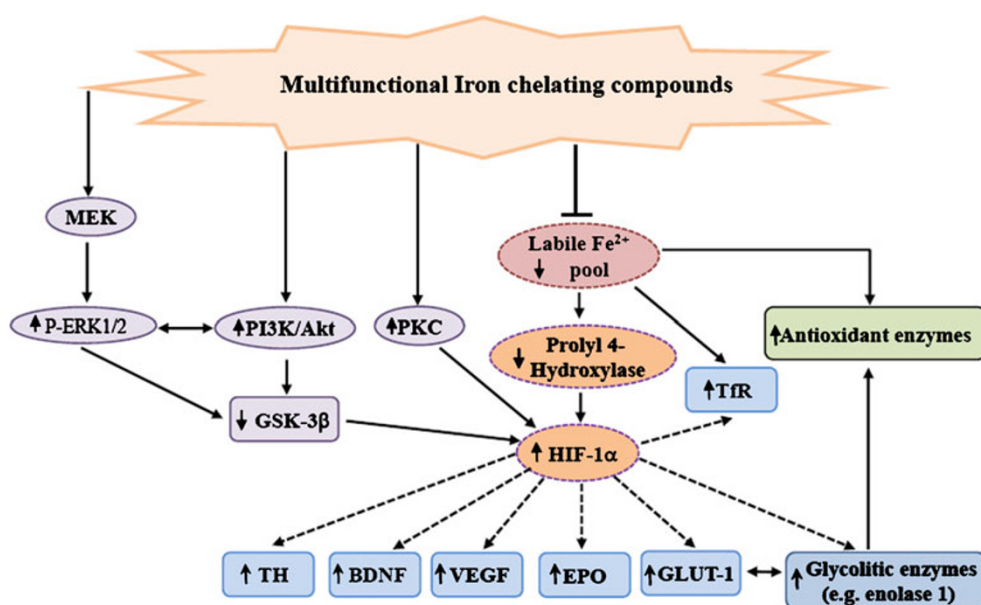 Multifunctional Iron chelating compounds
MEK
Labile Fe²⁺
↓ pool
↑P-ERK1/2
↑PI3K/Akt
↑PKC
↑Antioxidant enzymes
↓ Prolyl 4-
Hydroxylase
↑TfR
↓ GSK-3β
↑ HIF-1α
↑ TH
↑ BDNF
↑VEGF
↑EPO
↑GLUT-1
↑ Glycolitic enzymes
(e.g. enolase 1)